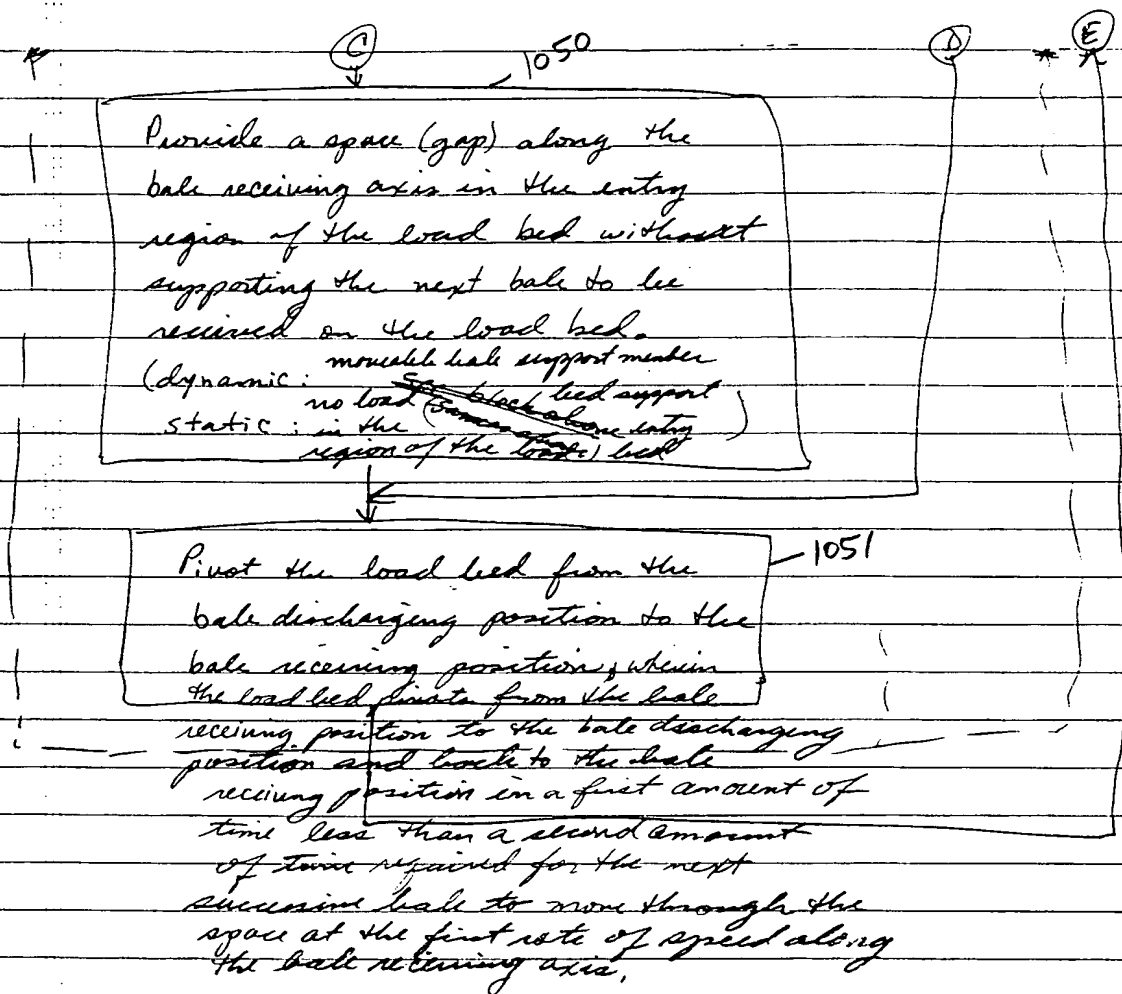 C 1050 D E
Provide a space (gap) along the
bale receiving axis in the entry
region of the load bed without
supporting the next bale to be
received on the load bed.
(dynamic: moveable bale support member
no load bed support
static: in the entry )
region of the load bed
Pivot the load bed from the 1051
bale discharging position to the
bale receiving position, wherein
the load bed pivots from the bale
receiving position to the bale discharging
position and back to the bale
receiving position in a first amount of
time less than a second amount
of time required for the next
successive bale to move through the
space at the first rate of speed along
the bale receiving axis.